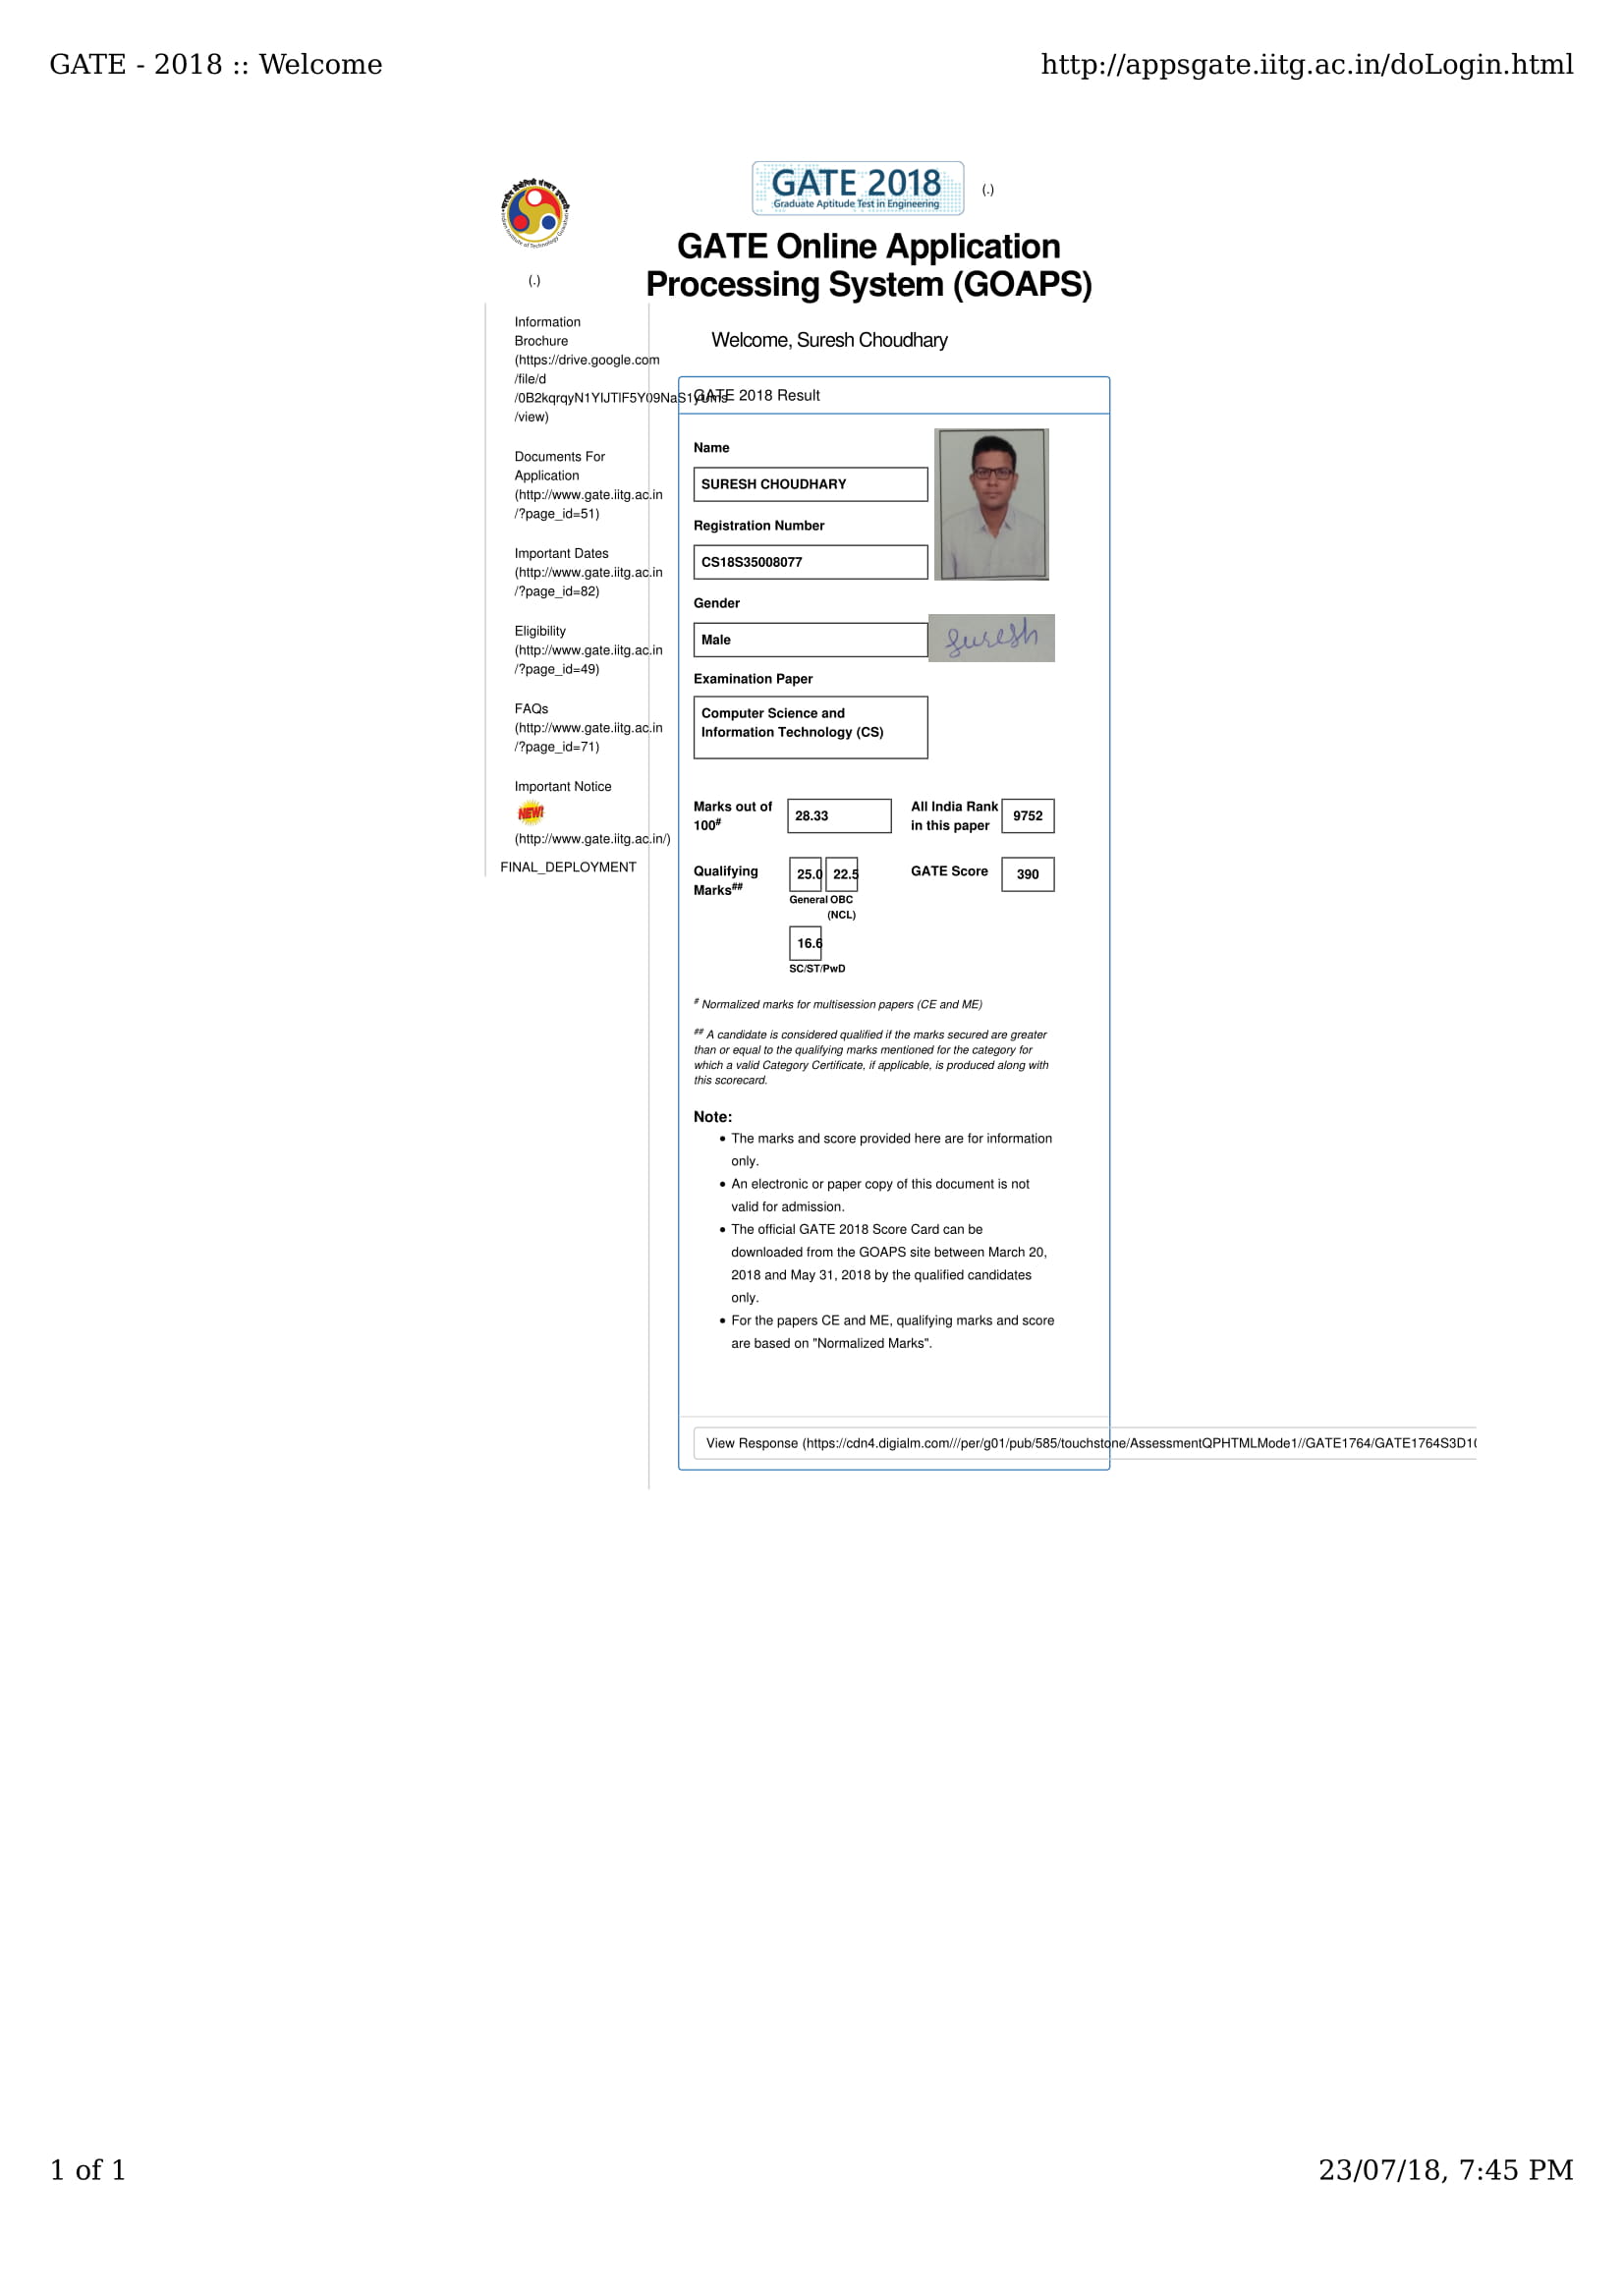 GATE - 2018 :: Welcome
http://appsgate.iitg.ac.in/doLogin.html
GATE 2018
Graduate Aptitude Test in Engineering
(.)
(.)
GATE Online Application
Processing System (GOAPS)
Welcome, Suresh Choudhary
Information
Brochure
(https://drive.google.com
/file/d
/view)
Documents For
Application
(http://www.gate.iitg.ac.in
/?page_id=51)
Important Dates
(http://www.gate.iitg.ac.in
/?page_id=82)
Eligibility
(http://www.gate.iitg.ac.in
/?page_id=49)
FAQs
(http://www.gate.iitg.ac.in
/?page_id=71)
Important Notice
NEW!
(http://www.gate.iitg.ac.in/)
FINAL_DEPLOYMENT
GATE 2018 Result
Name
SURESH CHOUDHARY
Registration Number
CS18S35008077
Gender
Male
Suresh
Examination Paper
Computer Science and
Information Technology (CS)
Marks out of
100#
28.33
All India Rank
in this paper
9752
Qualifying
Marks##
25.0
22.5
General OBC
(NCL)
16.6
SC/ST/PwD
GATE Score
390
# Normalized marks for multisession papers (CE and ME)
## A candidate is considered qualified if the marks secured are greater
than or equal to the qualifying marks mentioned for the category for
which a valid Category Certificate, if applicable, is produced along with
this scorecard.
Note:
• The marks and score provided here are for information
only.
• An electronic or paper copy of this document is not
valid for admission.
• The official GATE 2018 Score Card can be
downloaded from the GOAPS site between March 20,
2018 and May 31, 2018 by the qualified candidates
only.
• For the papers CE and ME, qualifying marks and score
are based on "Normalized Marks".
View Response (https://cdn4.digialm.com///per/g01/pub/585/touchstone/AssessmentQPHTMLMode1//GATE1764/GATE1764S3D10
1 of 1
23/07/18, 7:45 PM